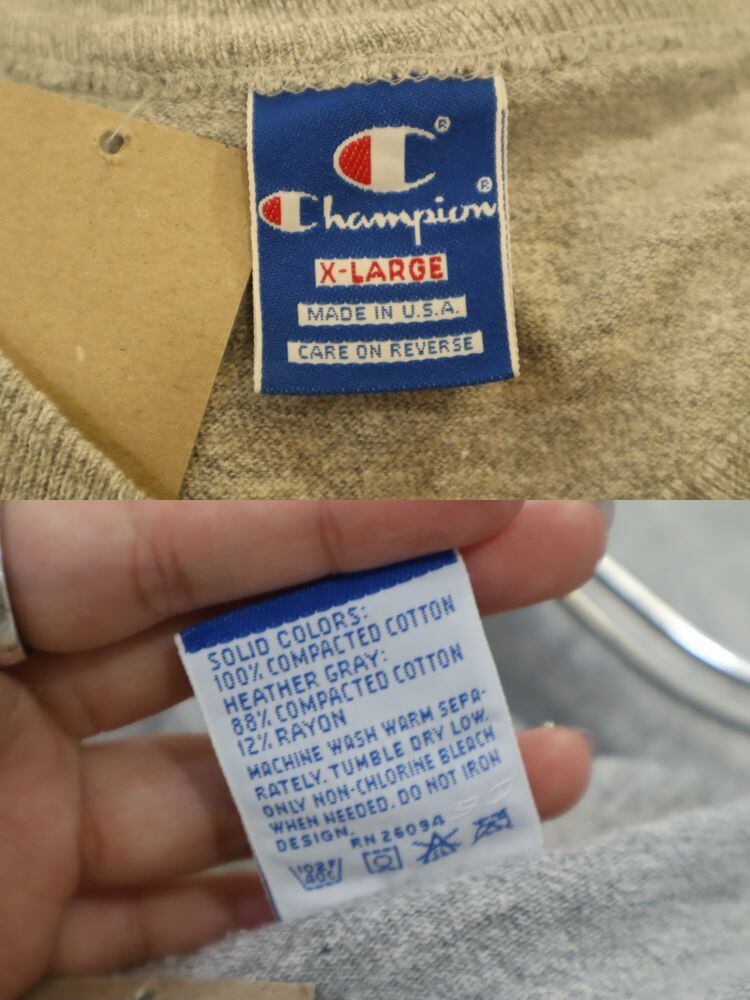 C®
Champion®
X-LARGE
MADE IN U.S.A.
CARE ON REVERSE
SOLID COLORS:
100% COMPACTED COTTON
HEATHER GRAY:
88% COMPACTED COTTON
12% RAYON
MACHINE WASH WARM SEPA-
RATELY. TUMBLE DRY LOW.
ONLY NON-CHLORINE BLEACH
WHEN NEEDED. DO NOT IRON
DESIGN. RN 26094